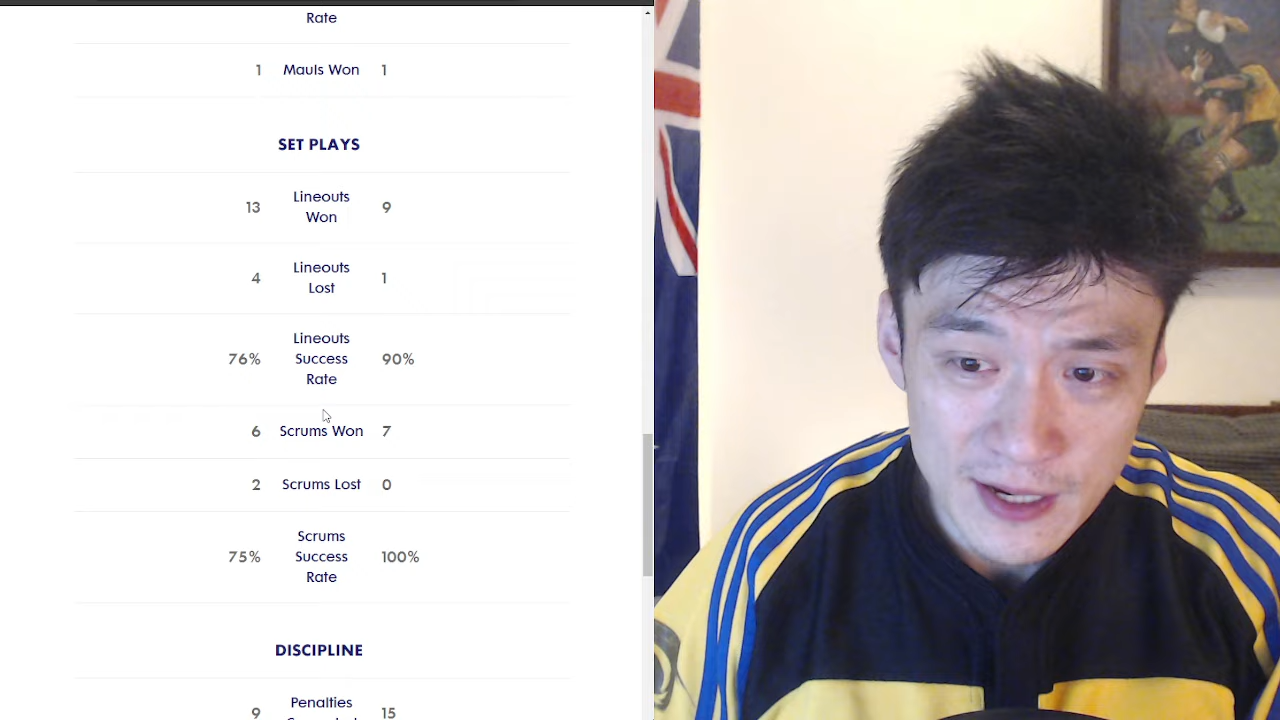 Rate
1 Mauls Won 1
SET PLAYS
13 Lineouts Won 9
4 Lineouts Lost 1
76% Lineouts Success Rate 90%
6 Scrums Won 7
2 Scrums Lost 0
75% Scrums Success Rate 100%
DISCIPLINE
9 Penalties 15